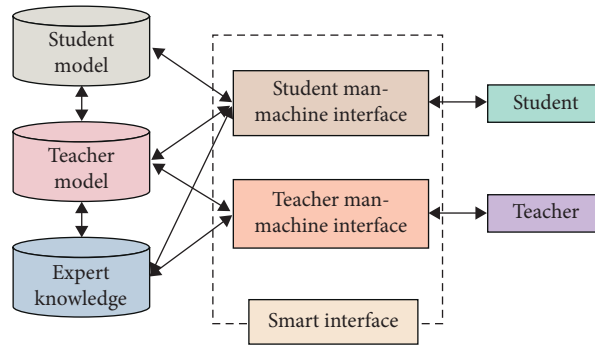 Student
model
Student man-
machine interface
Student
Teacher
model
Teacher man-
machine interface
Teacher
Expert
knowledge
Smart interface